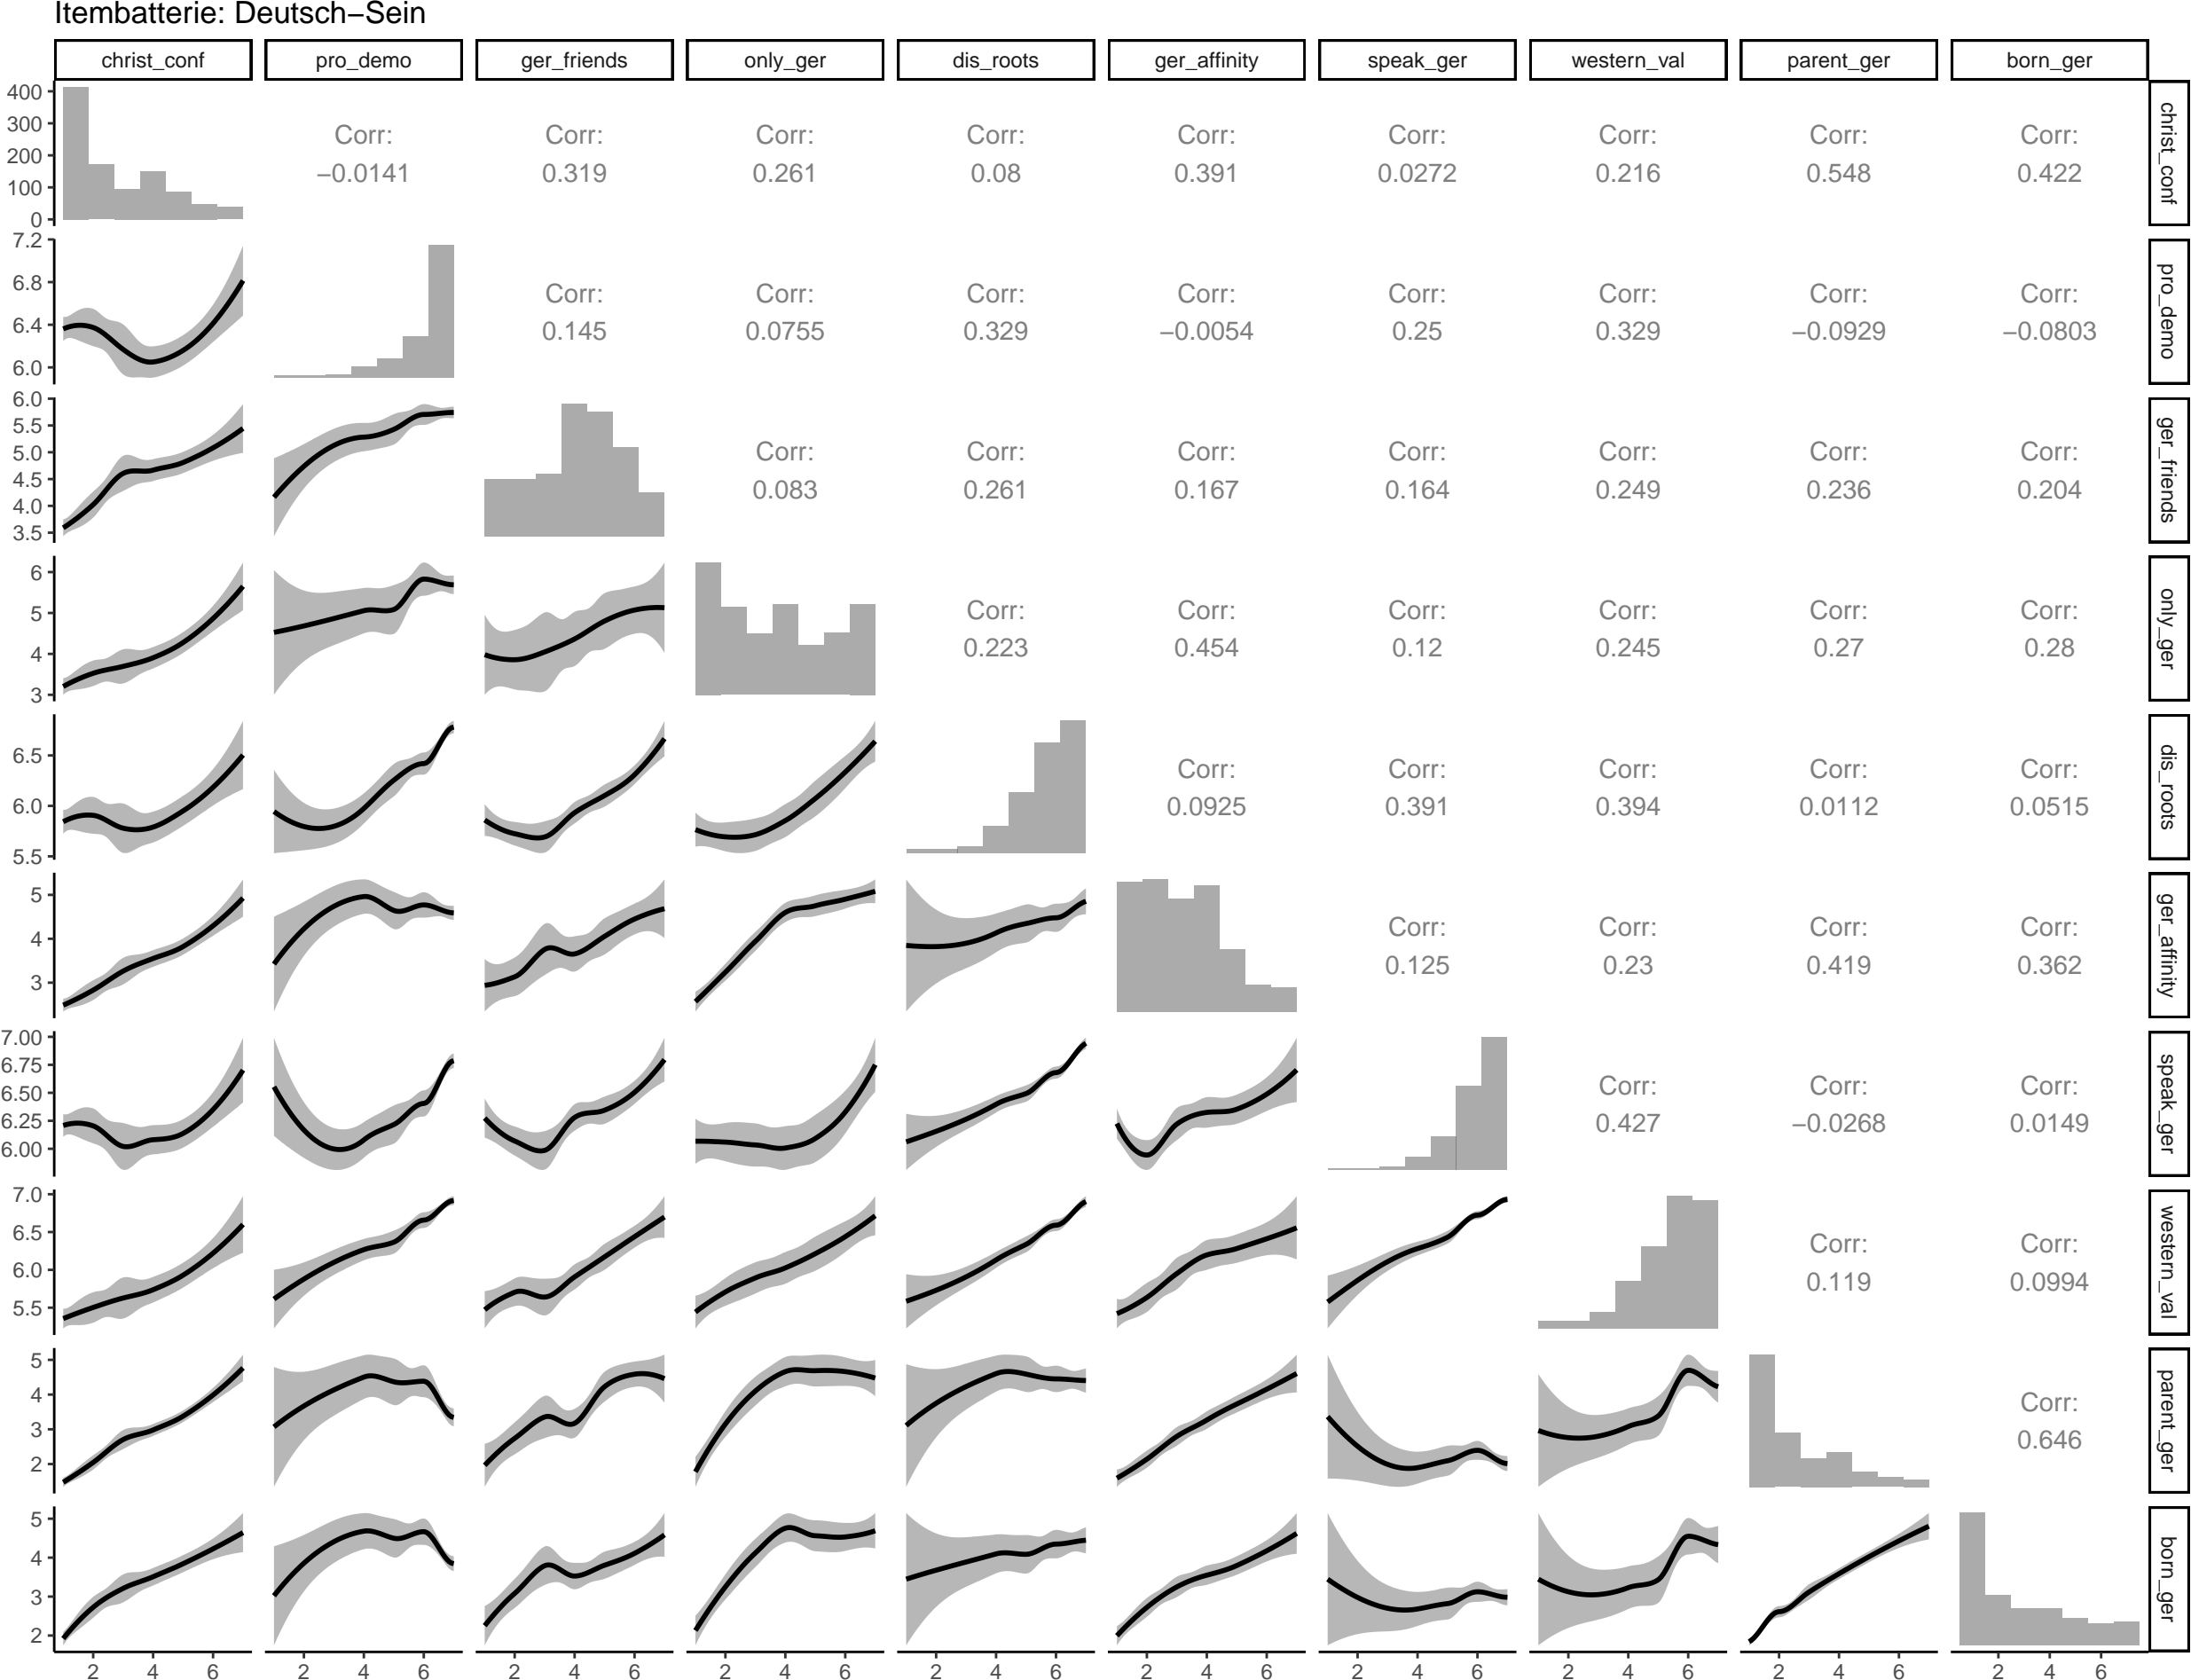 Itembatterie: Deutsch−Sein
christ_conf pro_demo ger_friends only_ger dis_roots ger_affinity speak_ger western_val parent_ger born_ger
400
300
200
100
0
Corr: Corr: Corr: Corr: Corr: Corr: Corr: Corr: Corr:
−0.0141 0.319 0.261 0.08 0.391 0.0272 0.216 0.548 0.422
christ_conf
7.2
6.8
6.4
6.0
Corr: Corr: Corr: Corr: Corr: Corr: Corr: Corr:
0.145 0.0755 0.329 −0.0054 0.25 0.329 −0.0929 −0.0803
pro_demo
6.0
5.5
5.0
4.5
4.0
3.5
Corr: Corr: Corr: Corr: Corr: Corr: Corr:
0.083 0.261 0.167 0.164 0.249 0.236 0.204
ger_friends
6
5
4
3
Corr: Corr: Corr: Corr: Corr: Corr:
0.223 0.454 0.12 0.245 0.27 0.28
only_ger
6.5
6.0
5.5
Corr: Corr: Corr: Corr: Corr:
0.0925 0.391 0.394 0.0112 0.0515
dis_roots
5
4
3
Corr: Corr: Corr: Corr:
0.125 0.23 0.419 0.362
ger_affinity
7.00
6.75
6.50
6.25
6.00
Corr: Corr: Corr:
0.427 −0.0268 0.0149
speak_ger
7.0
6.5
6.0
5.5
Corr: Corr:
0.119 0.0994
western_val
5
4
3
2
Corr:
0.646
parent_ger
5
4
3
2
born_ger
2 4 6 2 4 6 2 4 6 2 4 6 2 4 6 2 4 6 2 4 6 2 4 6 2 4 6 2 4 6